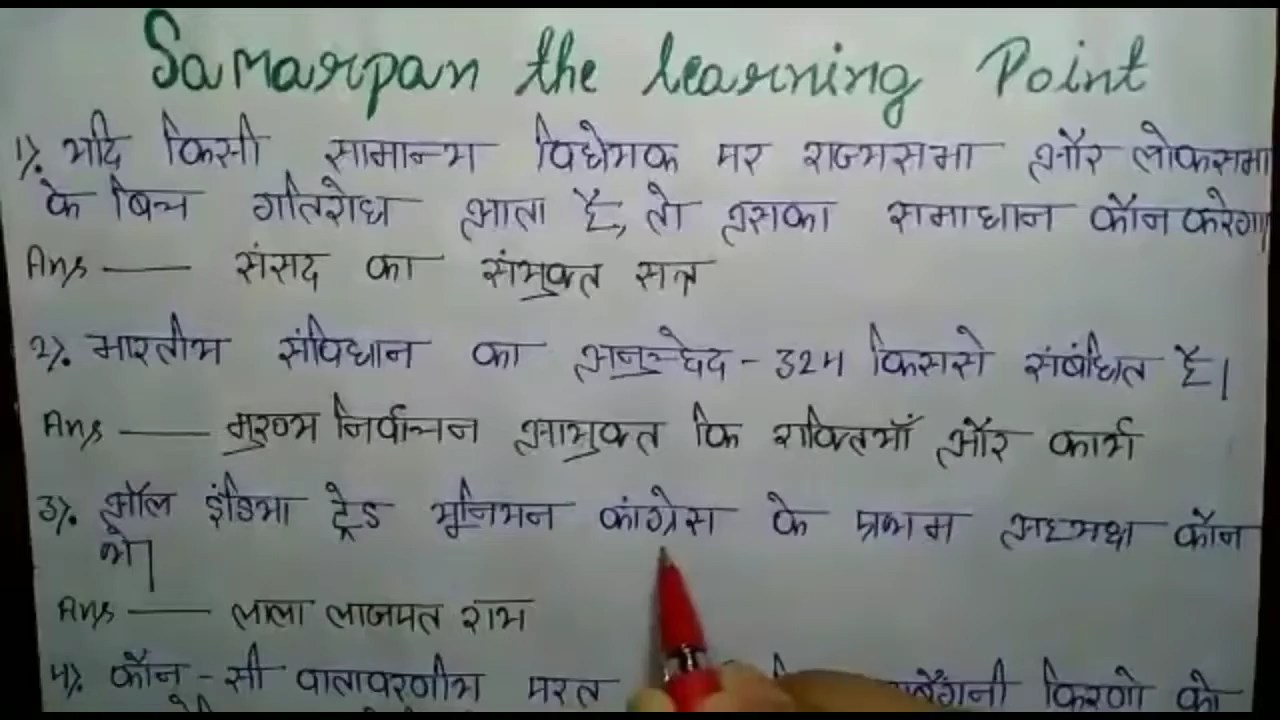 Samarpan the learning Point
1). यदि किसी सामान्य विधेयक पर राज्यसभा और लोकसभा
के बिच गतिरोध आता है, तो इसका समाधान कौन करेगा।
Ans — संसद का संयुक्त सत्र
2). भारतीय संविधान का अनुच्छेद - 324 किससे संबंधित है।
Ans — मुख्य निर्वाचन आयुक्त कि शक्तियाँ और कार्य
3). ऑल इंडिया ट्रेड यूनियन कांग्रेस के प्रथम अध्यक्ष कौन
थे।
Ans — लाला लाजपत राय
4). कौन - सी वातावरणीय परत बैंगनी किरणो को